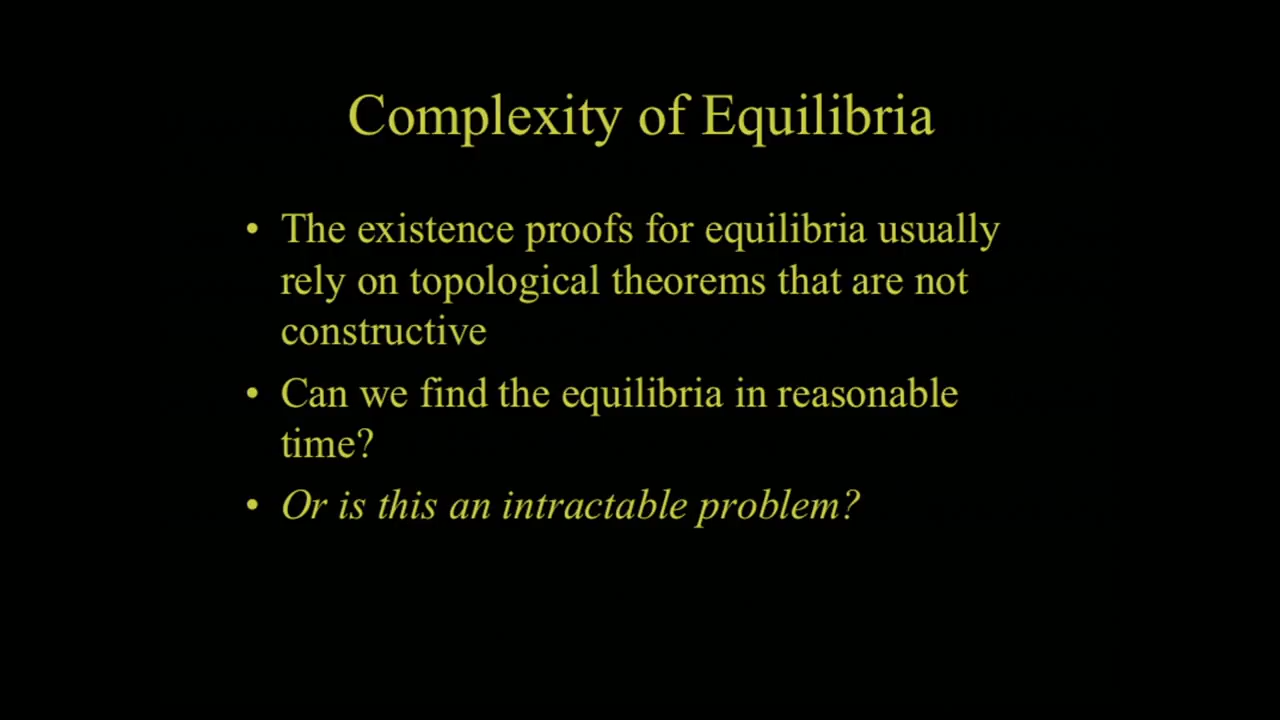 Complexity of Equilibria
• The existence proofs for equilibria usually
rely on topological theorems that are not
constructive
• Can we find the equilibria in reasonable
time?
• Or is this an intractable problem?